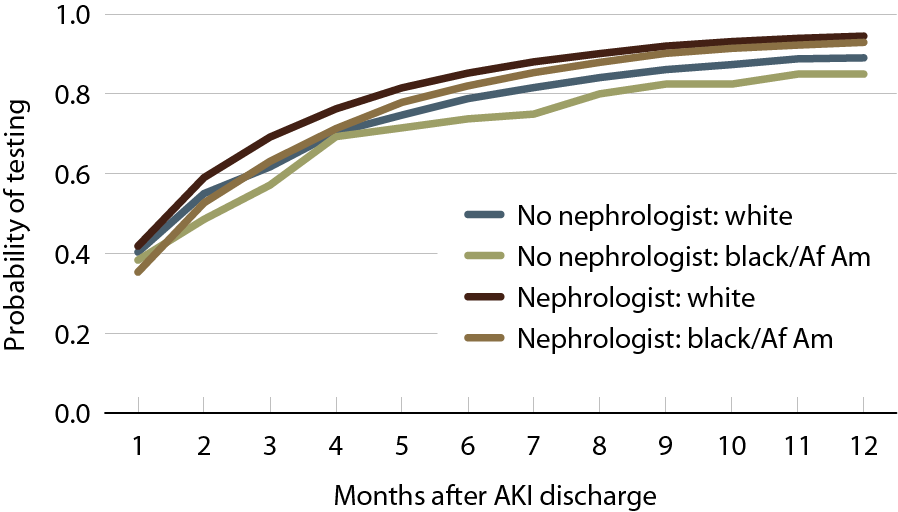 1.0
0.8
0.6
0.4
0.2
0.0
Probability of testing
No nephrologist: white
No nephrologist: black/Af Am
Nephrologist: white
Nephrologist: black/Af Am
1 2 3 4 5 6 7 8 9 10 11 12
Months after AKI discharge